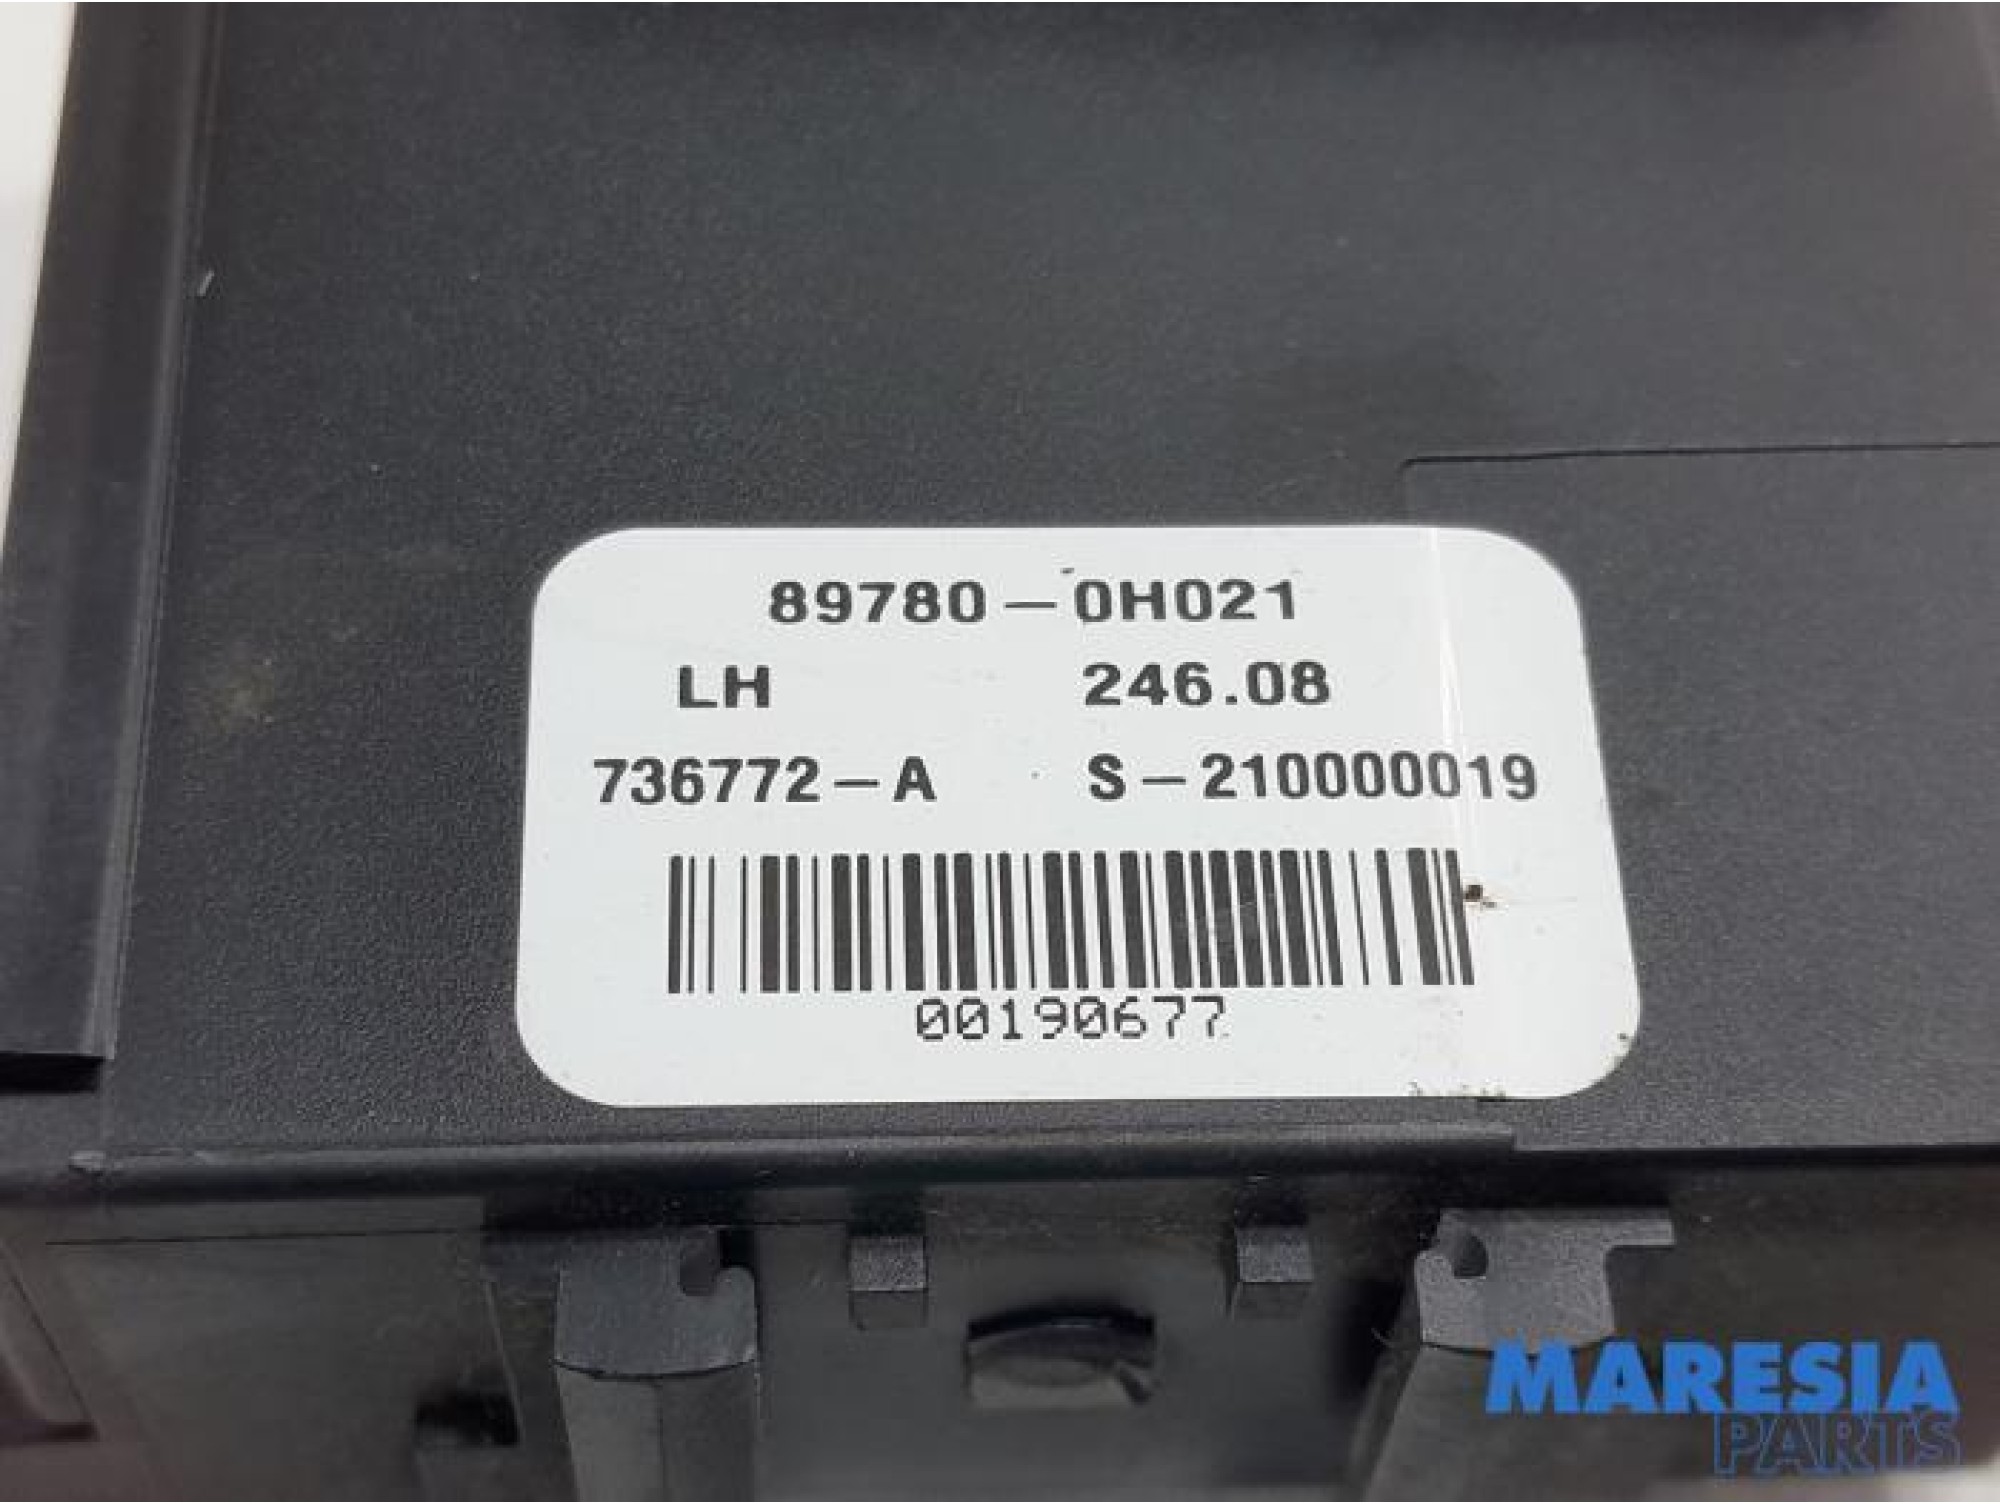 89780-0H021
LH 246.08
736772-A S-210000019
00190677
MARESIA
PARTS